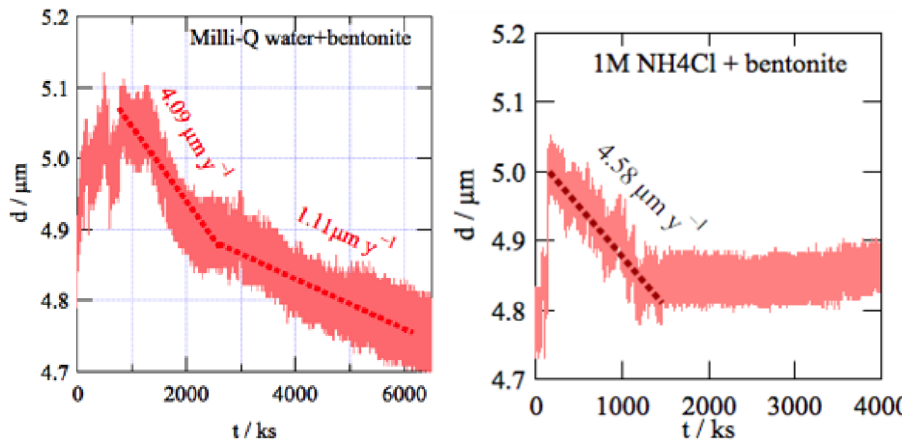 5.2
5.1
5.0
4.9
4.8
4.7
d / μm
Milli-Q water+bentonite
4.09 μm y⁻¹
1.11μm y⁻¹
0
2000
4000
6000
t / ks
5.2
5.1
5.0
4.9
4.8
4.7
d / μm
1M NH4Cl + bentonite
4.58 μm y⁻¹
0
1000
2000
3000
4000
t / ks